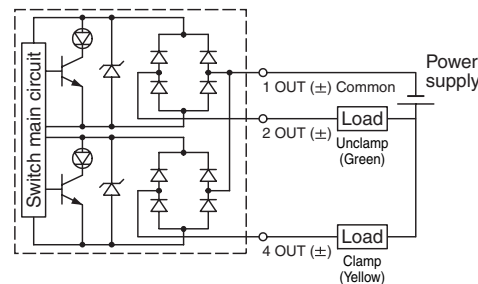 Switch main circuit
1 OUT (±) Common
Power
supply
2 OUT (±)
Load
Unclamp
(Green)
4 OUT (±)
Load
Clamp
(Yellow)